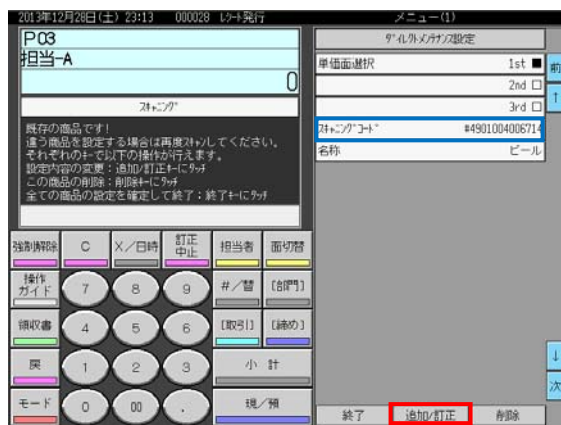 2013年12月28日(土) 23:13 000028 レシート発行
メニュー(1)
P03
担当-A
0
スキャニング
既存の商品です!
違う商品を設定する場合は再度スキャンしてください。
それぞれのキーで以下の操作が行えます。
設定内容の変更:追加/訂正キーにタッチ
この商品の削除:削除キーにタッチ
全ての商品の設定を確定して終了:終了キーにタッチ
ダイレクトメンテナンス設定
単価面選択 1st ■
2nd □
3rd □
スキャニングコード #4901004006714
名称 ビール
前
↑
↓
次
強制解除 C X/日時 訂正中止 担当者 面切替
操作ガイド 7 8 9 #/替 [部門]
領収書 4 5 6 [取引] [締め]
戻 1 2 3 小計
モード 0 00 . 現/預
終了 追加/訂正 削除